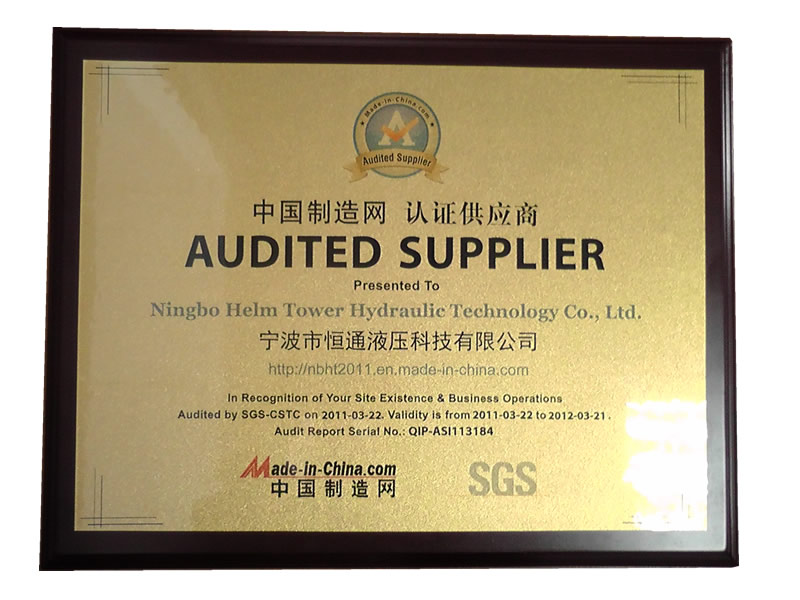 Made-in-China.com
A
Audited Supplier
中国制造网 认证供应商
AUDITED SUPPLIER
Presented To
Ningbo Helm Tower Hydraulic Technology Co., Ltd.
宁波市恒通液压科技有限公司
http://nbht2011.en.made-in-china.com
In Recognition of Your Site Existence & Business Operations
Audited by SGS-CSTC on 2011-03-22. Validity is from 2011-03-22 to 2012-03-21 .
Audit Report Serial No.: QIP-ASI113184
Made-in-China.com
中国制造网
SGS